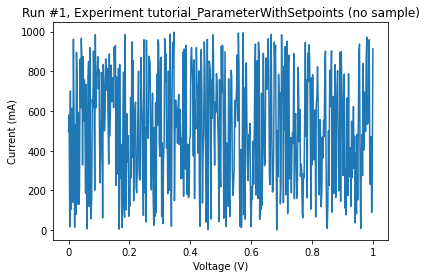 Run #1, Experiment tutorial_ParameterWithSetpoints (no sample)
Current (mA)
1000
800
600
400
200
0
0 0.2 0.4 0.6 0.8 1
Voltage (V)